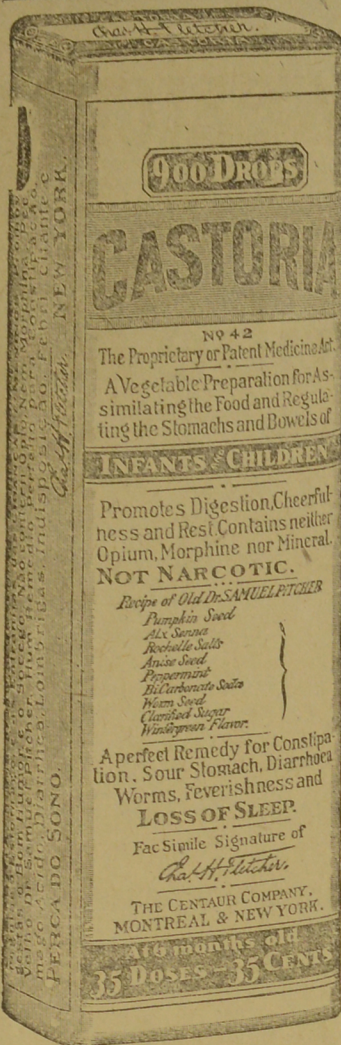 Chas. H. Fletcher.
900 DROPS
CASTORIA
Nº 42
The Proprietary or Patent Medicine Act.
A Vegetable Preparation for As-
similating the Food and Regula-
ting the Stomachs and Bowels of
INFANTS & CHILDREN
Promotes Digestion, Cheerful-
ness and Rest. Contains neither
Opium, Morphine nor Mineral.
NOT NARCOTIC.
Recipe of Old Dr. SAMUEL PITCHER
Pumpkin Seed
Alx. Senna
Rochelle Salts
Anise Seed
Peppermint
Bi Carbonate Soda
Worm Seed
Clarified Sugar
Wintergreen Flavor.
A perfect Remedy for Constipa-
tion, Sour Stomach, Diarrhoea
Worms, Feverishness and
LOSS OF SLEEP.
Fac Simile Signature of
Chas. H. Fletcher.
THE CENTAUR COMPANY,
MONTREAL & NEW YORK.
At 6 months old
35 DOSES – 35 CENTS
PERCA DO SONO.
Chas. H. Fletcher. NEW YORK.